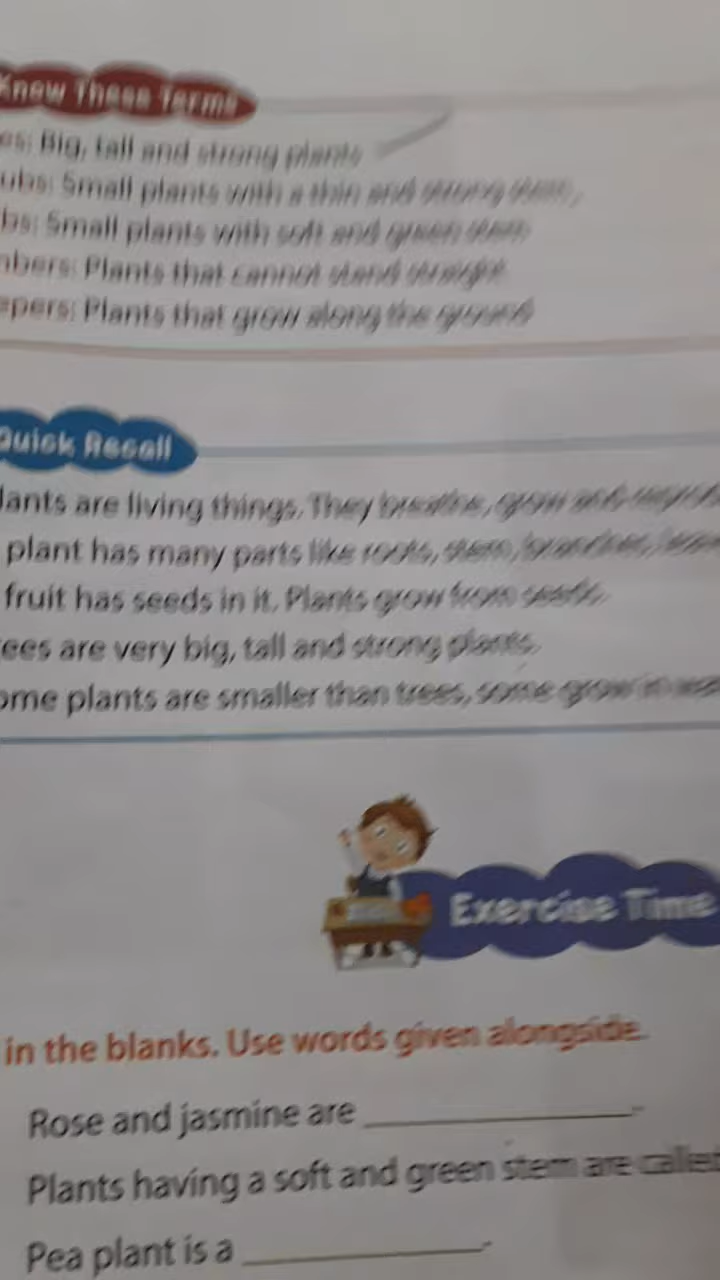 Know These Terms
es: Big, tall and strong plants
ubs: Small plants with a thin and strong stem
bs: Small plants with soft and green stem
nbers: Plants that cannot stand straight
epers: Plants that grow along the ground
Quick Recall
lants are living things. They breathe, grow and
plant has many parts like roots, stem, branches,
fruit has seeds in it. Plants grow from seeds.
ees are very big, tall and strong plants.
ome plants are smaller than trees, some grow in
Exercise Time
in the blanks. Use words given alongside.
Rose and jasmine are ____________.
Plants having a soft and green stem are called
Pea plant is a ____________.